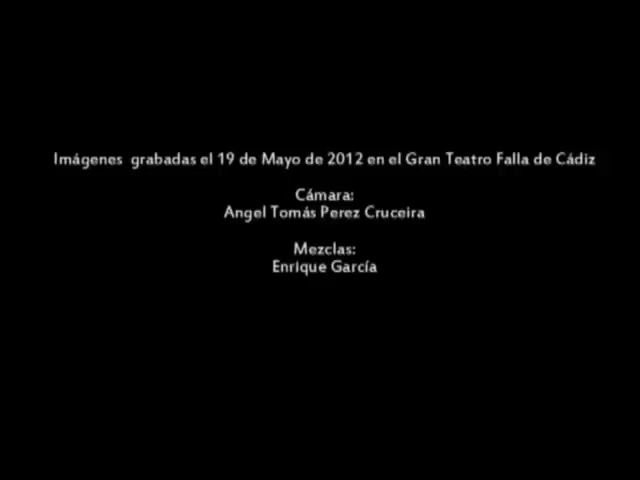 Imágenes grabadas el 19 de Mayo de 2012 en el Gran Teatro Falla de Cádiz
Cámara:
Angel Tomás Perez Cruceira
Mezclas:
Enrique García